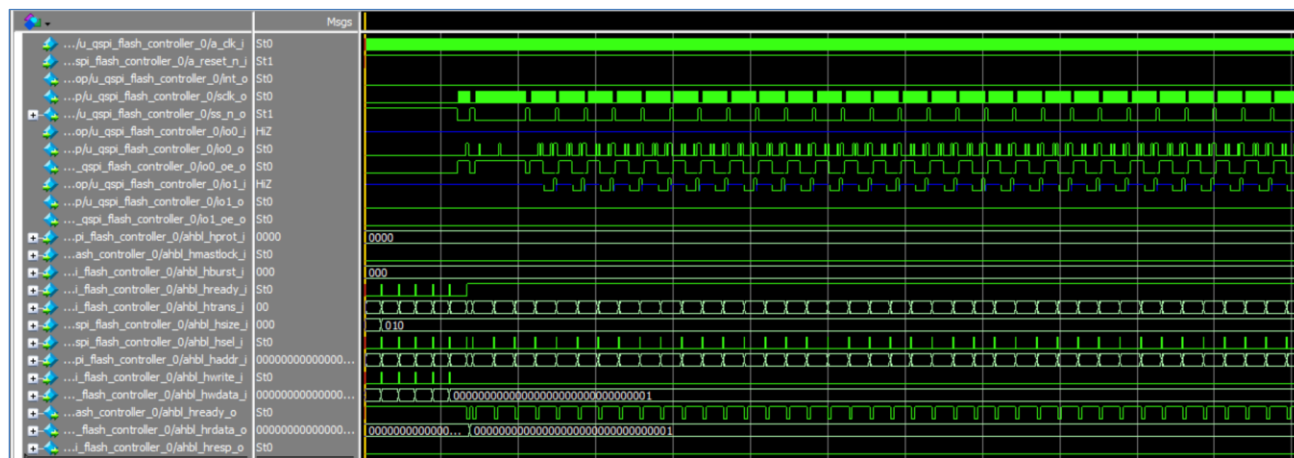 Msgs
.../u_qspi_flash_controller_0/a_clk_i St0
...spi_flash_controller_0/a_reset_n_i St1
...op/u_qspi_flash_controller_0/int_o St0
...p/u_qspi_flash_controller_0/sclk_o St0
.../u_qspi_flash_controller_0/ss_n_o St1
...op/u_qspi_flash_controller_0/io0_i HiZ
...p/u_qspi_flash_controller_0/io0_o St0
..._qspi_flash_controller_0/io0_oe_o St0
...op/u_qspi_flash_controller_0/io1_i HiZ
...p/u_qspi_flash_controller_0/io1_o St0
..._qspi_flash_controller_0/io1_oe_o St0
...pi_flash_controller_0/ahbl_hprot_i 0000 0000
...ash_controller_0/ahbl_hmastlock_i St0
...i_flash_controller_0/ahbl_hburst_i 000 000
...i_flash_controller_0/ahbl_hready_i St0
...i_flash_controller_0/ahbl_htrans_i 00
...spi_flash_controller_0/ahbl_hsize_i 000 010
...spi_flash_controller_0/ahbl_hsel_i St0
...pi_flash_controller_0/ahbl_haddr_i 00000000000000...
...i_flash_controller_0/ahbl_hwrite_i St0
..._flash_controller_0/ahbl_hwdata_i 00000000000000... 00000000000000000000000000000001
...ash_controller_0/ahbl_hready_o St0
..._flash_controller_0/ahbl_hrdata_o 00000000000000... 0000000000000... 00000000000000000000000000000001
...i_flash_controller_0/ahbl_hresp_o St0